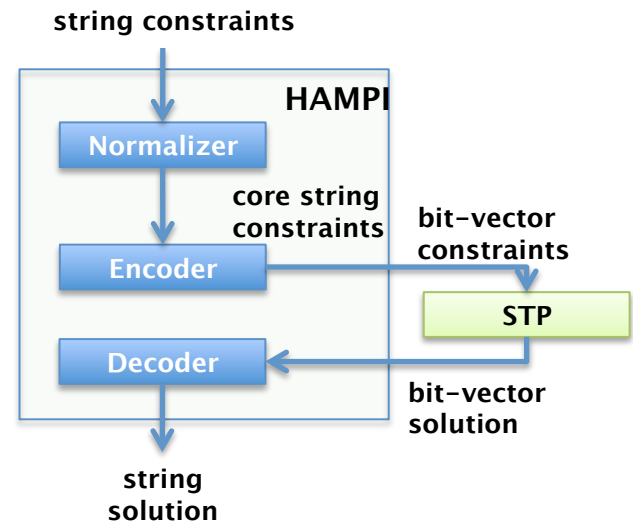 string constraints
HAMPI
Normalizer
core string
constraints
bit-vector
constraints
Encoder
STP
Decoder
bit-vector
solution
string
solution